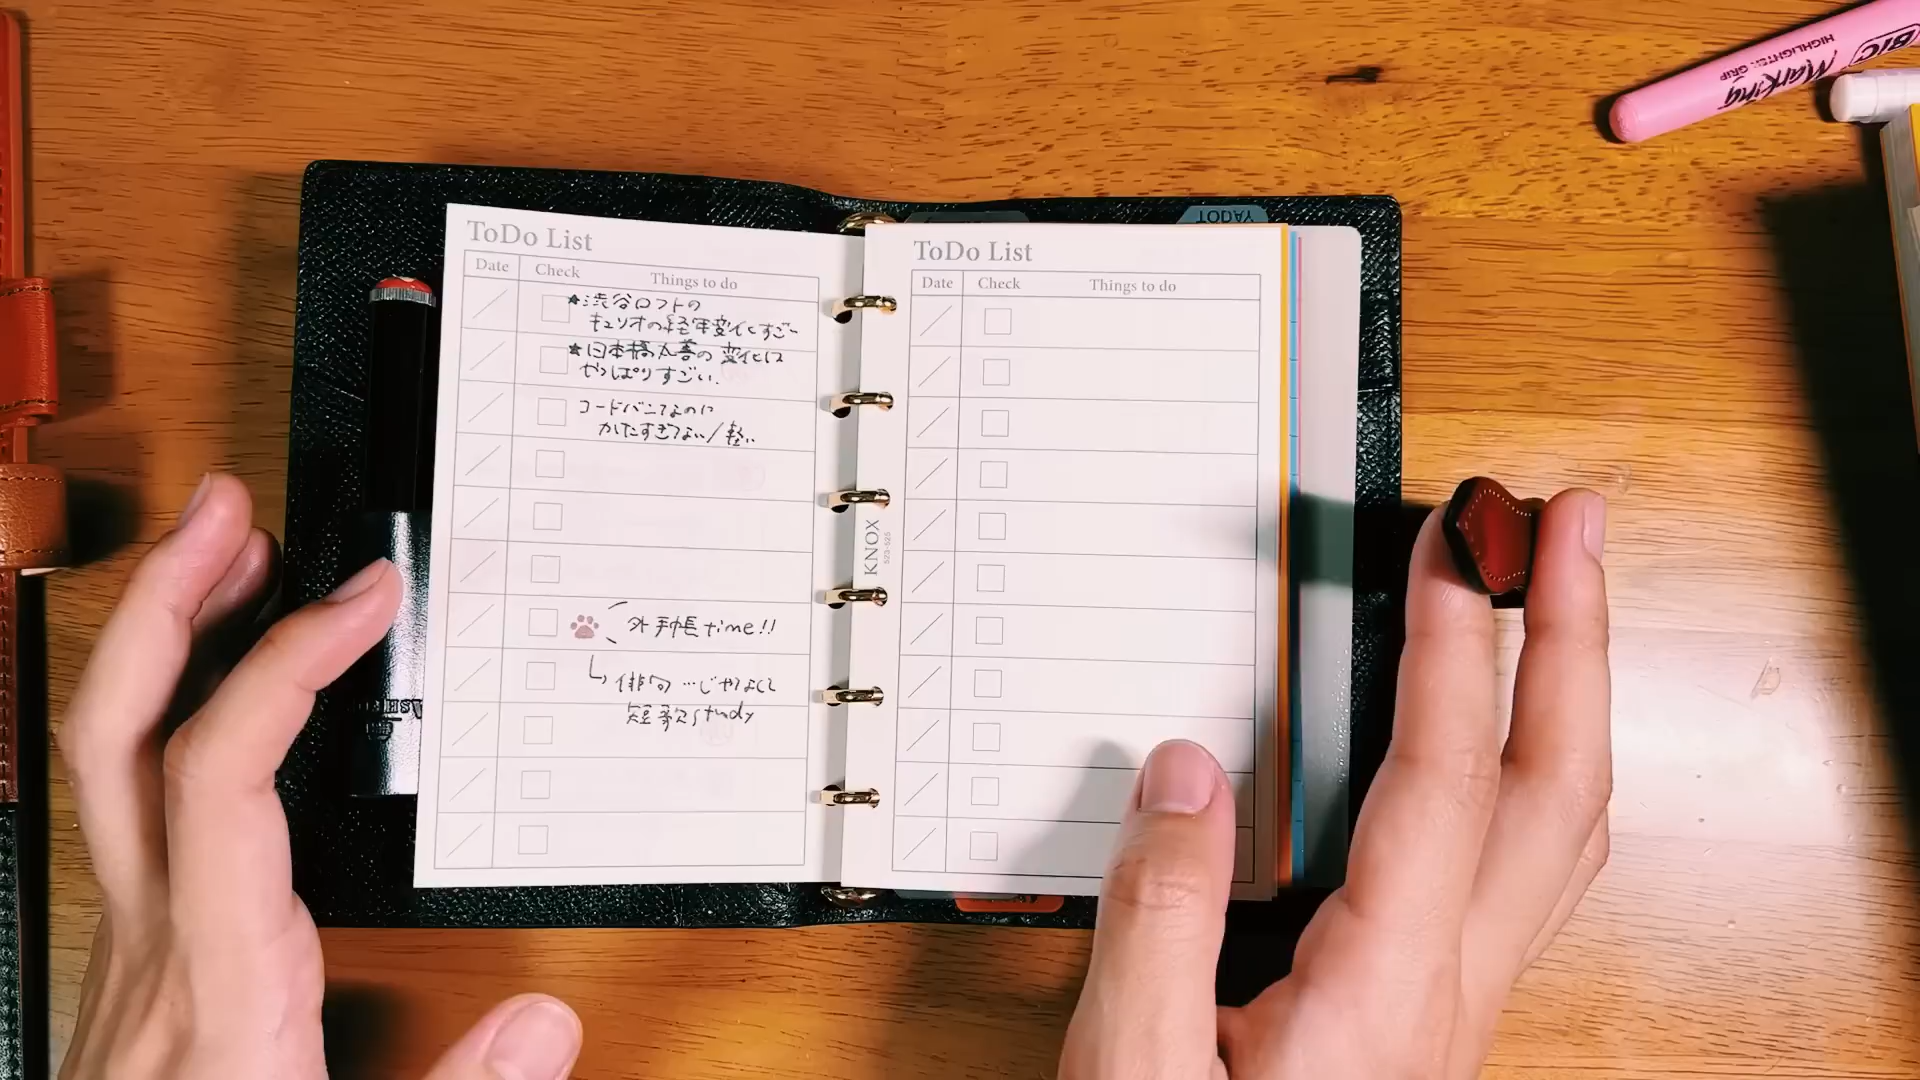 ToDo List
Date Check Things to do
★渋谷ロフトの
キュリオの経年変化すごー
★日本橋丸善の変化は
やっぱりすごい.
コードバンなのに
かたすぎない/軽い
外手帳time!!
俳句…じゃなくて
短歌study
KNOX
ToDo List
Date Check Things to do
TODAY
BIC
Marking
HIGHLIGHTER GRIP